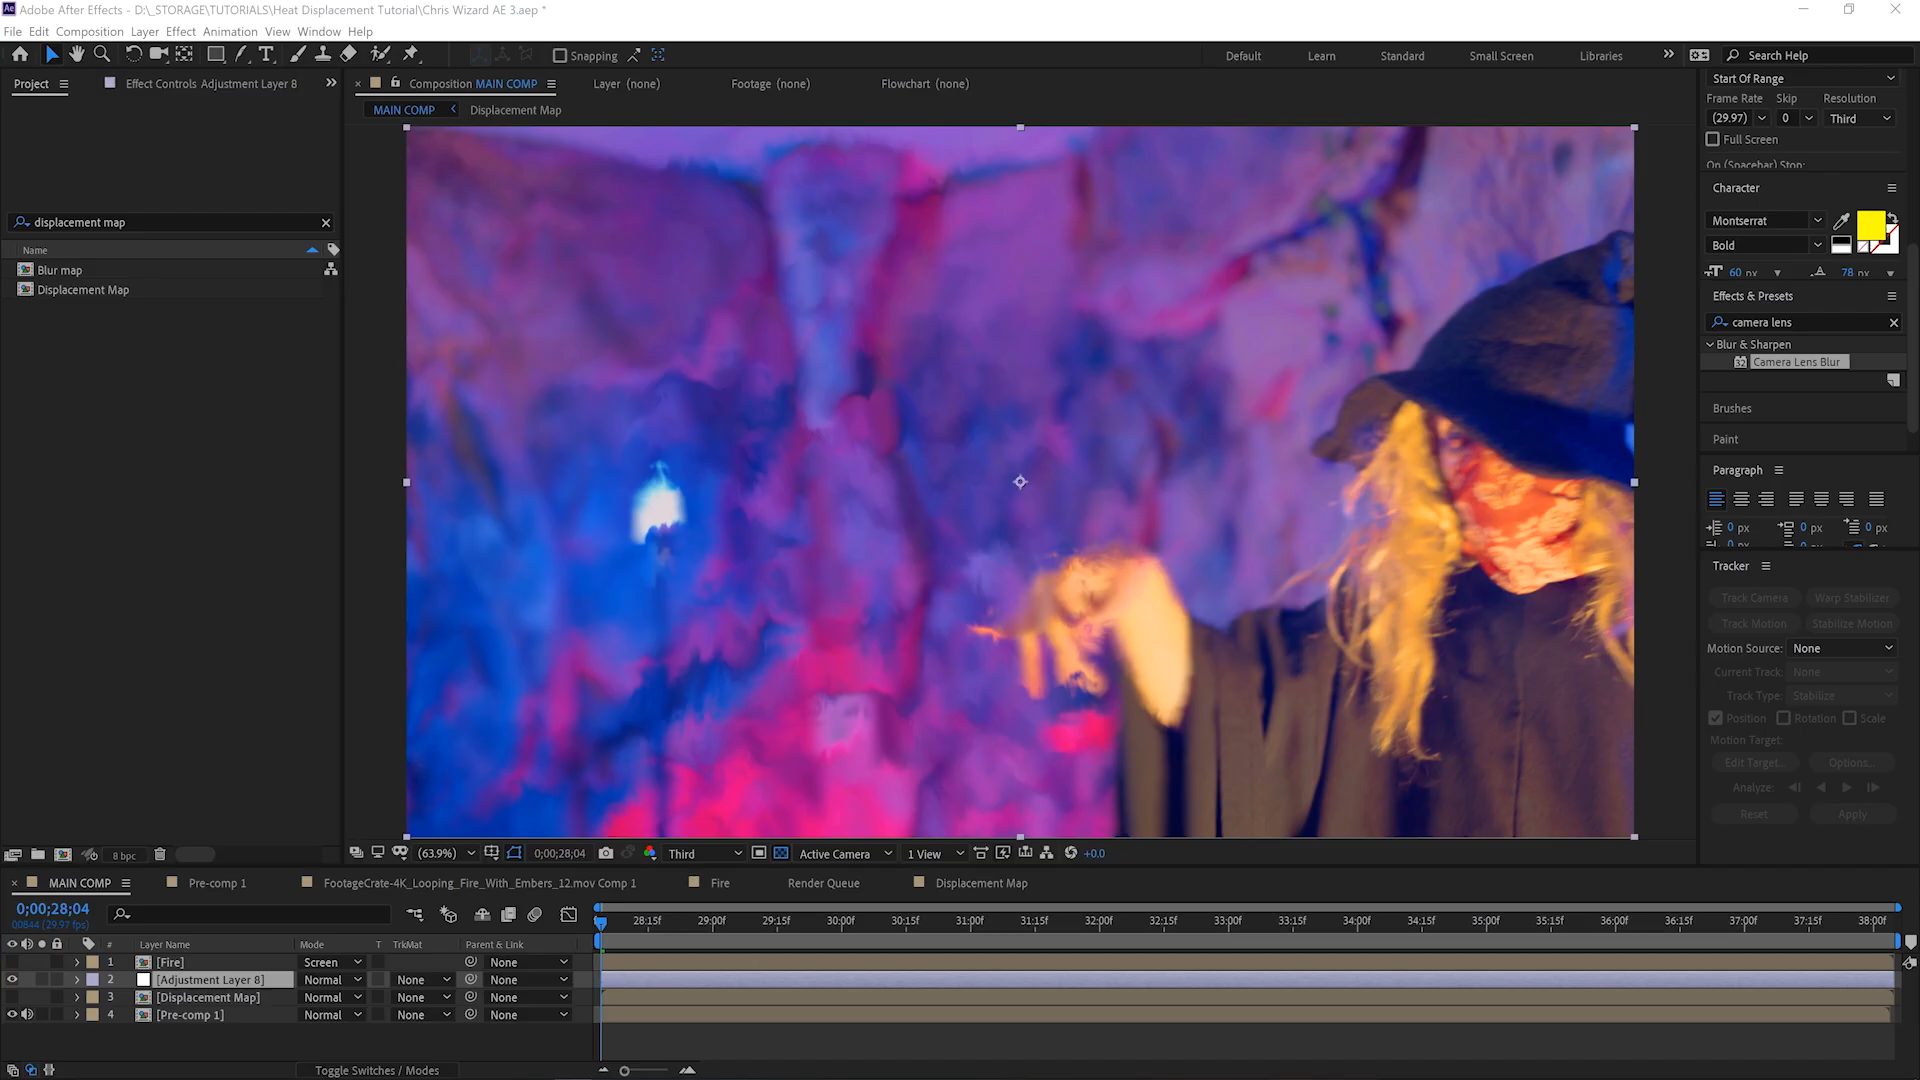 Adobe After Effects - D:\_STORAGE\TUTORIALS\Heat Displacement Tutorial\Chris Wizard AE 3.aep *
File Edit Composition Layer Effect Animation View Window Help
Snapping
Default Learn Standard Small Screen Libraries Search Help
Project Effect Controls Adjustment Layer 8
Composition MAIN COMP Layer (none) Footage (none) Flowchart (none)
MAIN COMP Displacement Map
displacement map
Name
Blur map
Displacement Map
Start Of Range
Frame Rate Skip Resolution
(29.97) 0 Third
Full Screen
On (Spacebar) Stop:
Character
Montserrat
Bold
60 px 78 px
Effects & Presets
camera lens
Blur & Sharpen
32 Camera Lens Blur
Brushes
Paint
Paragraph
0 px 0 px 0 px
Tracker
Track Camera Warp Stabilizer
Track Motion Stabilize Motion
Motion Source: None
Current Track: None
Track Type: Stabilize
Position Rotation Scale
Motion Target:
Edit Target... Options...
Analyze:
Reset Apply
8 bpc
(63.9%) 0;00;28;04 Third Active Camera 1 View +0.0
MAIN COMP Pre-comp 1 FootageCrate-4K_Looping_Fire_With_Embers_12.mov Comp 1 Fire Render Queue Displacement Map
0;00;28;04
00844 (29.97 fps)
28:15f 29:00f 29:15f 30:00f 30:15f 31:00f 31:15f 32:00f 32:15f 33:00f 33:15f 34:00f 34:15f 35:00f 35:15f 36:00f 36:15f 37:00f 37:15f 38:00f
# Layer Name Mode T TrkMat Parent & Link
1 [Fire] Screen None
2 [Adjustment Layer 8] Normal None None
3 [Displacement Map] Normal None None
4 [Pre-comp 1] Normal None None
Toggle Switches / Modes